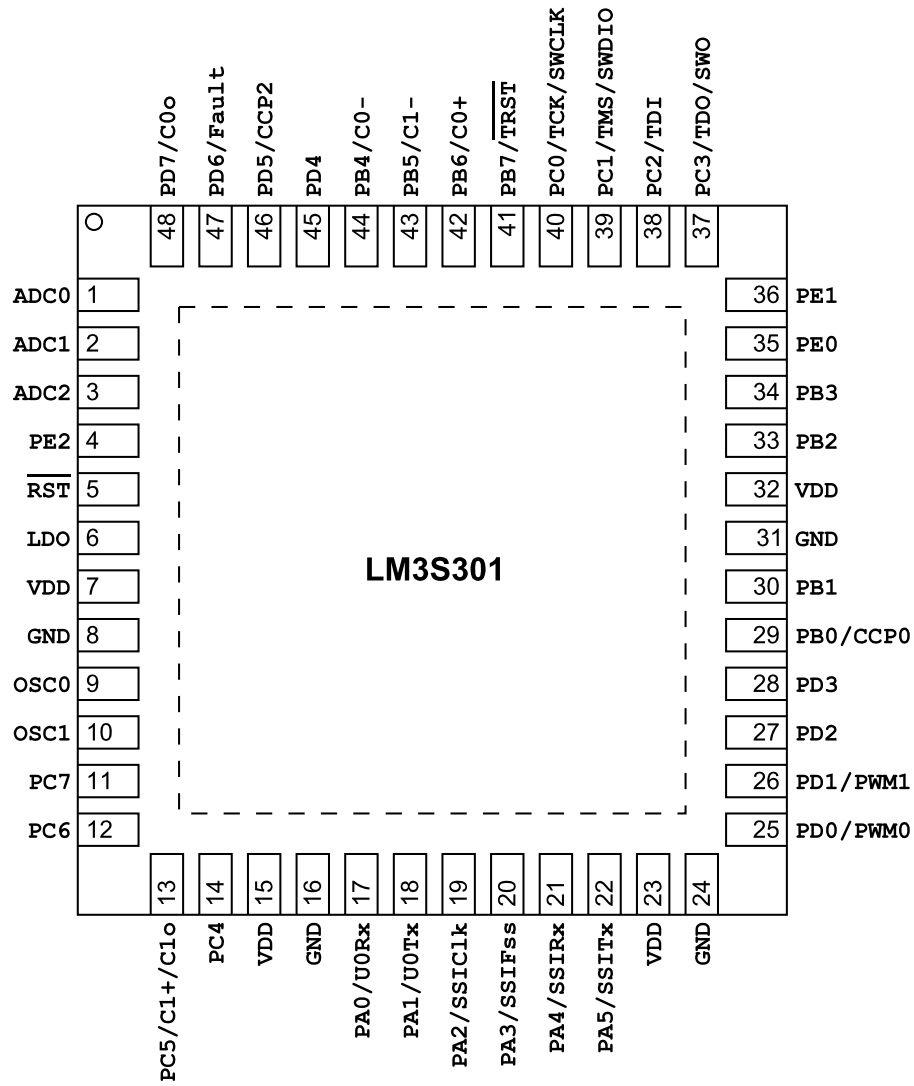 PD7/C0o
PD6/Fault
PD5/CCP2
PD4
PB4/C0-
PB5/C1-
PB6/C0+
PB7/TRST
PC0/TCK/SWCLK
PC1/TMS/SWDIO
PC2/TDI
PC3/TDO/SWO
48 47 46 45 44 43 42 41 40 39 38 37
ADC0 1 36 PE1
ADC1 2 35 PE0
ADC2 3 34 PB3
PE2 4 33 PB2
RST 5 32 VDD
LDO 6 31 GND
LM3S301
VDD 7 30 PB1
GND 8 29 PB0/CCP0
OSC0 9 28 PD3
OSC1 10 27 PD2
PC7 11 26 PD1/PWM1
PC6 12 25 PD0/PWM0
13 14 15 16 17 18 19 20 21 22 23 24
PC5/C1+/C1o
PC4
VDD
GND
PA0/U0Rx
PA1/U0Tx
PA2/SSIClk
PA3/SSIFss
PA4/SSIRx
PA5/SSITx
VDD
GND